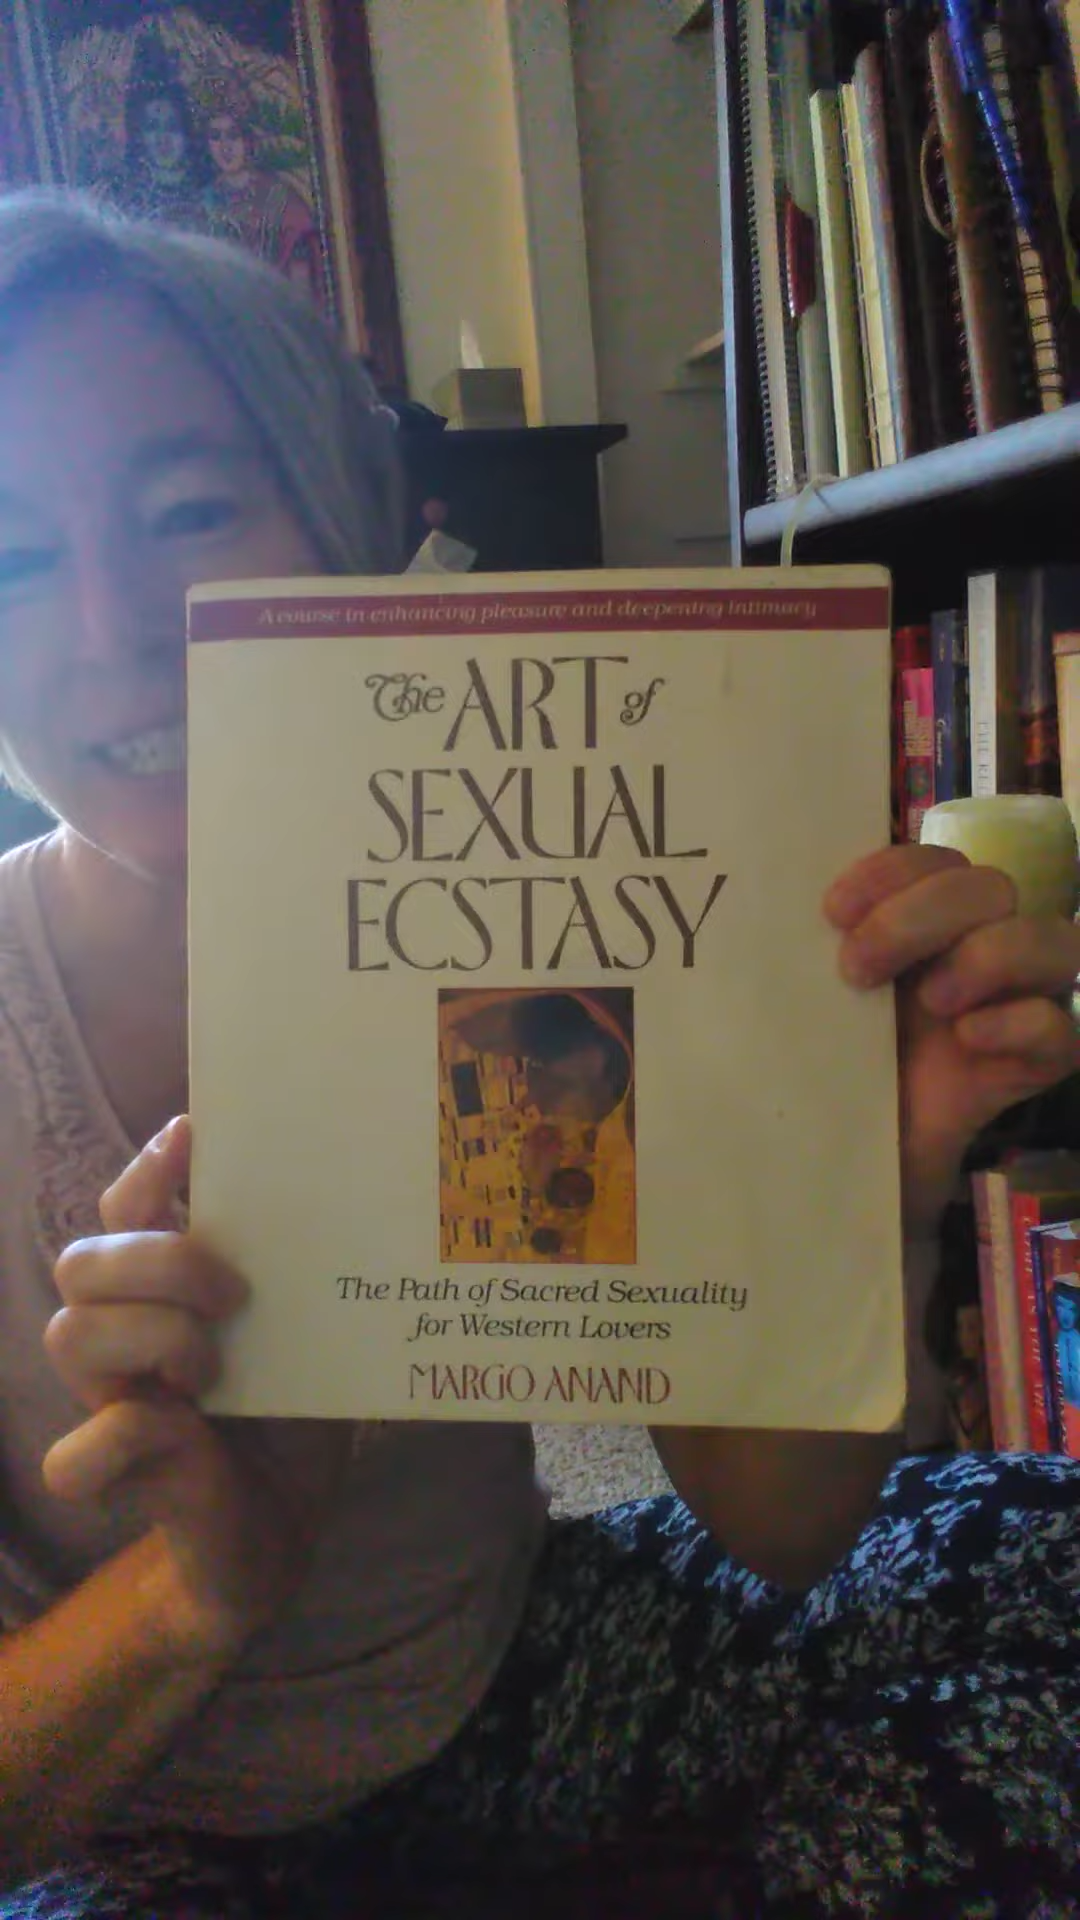 A course in enhancing pleasure and deepening intimacy
The ART of
SEXUAL
ECSTASY
The Path of Sacred Sexuality
for Western Lovers
MARGO ANAND